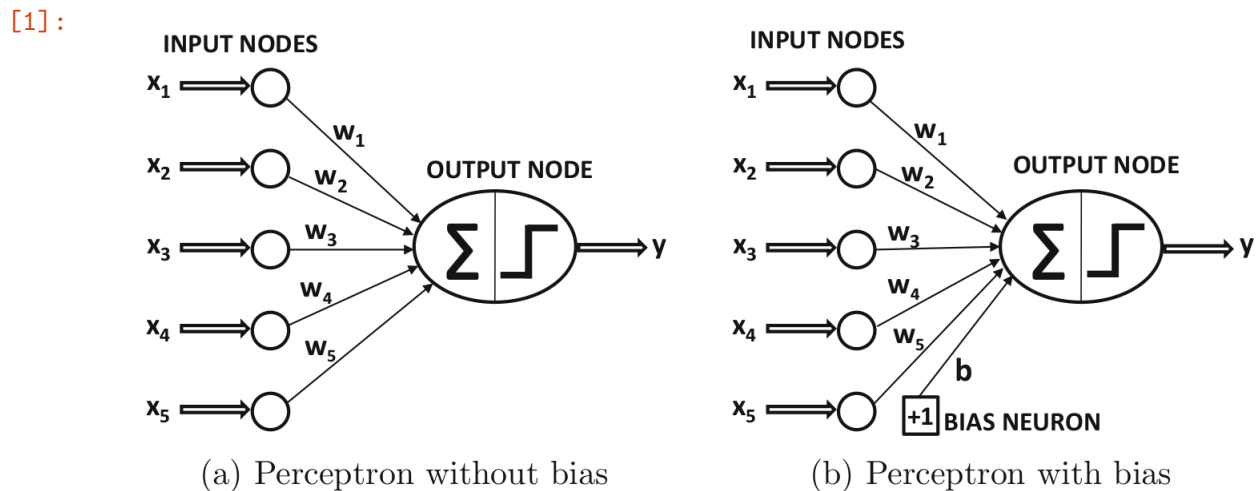 [1]:
INPUT NODES
x₁
w₁
x₂
w₂
OUTPUT NODE
x₃
w₃
Σ
y
w₄
x₄
w₅
x₅
(a) Perceptron without bias
INPUT NODES
x₁
w₁
x₂
w₂
OUTPUT NODE
x₃
w₃
Σ
y
w₄
x₄
w₅
b
x₅
+1 BIAS NEURON
(b) Perceptron with bias